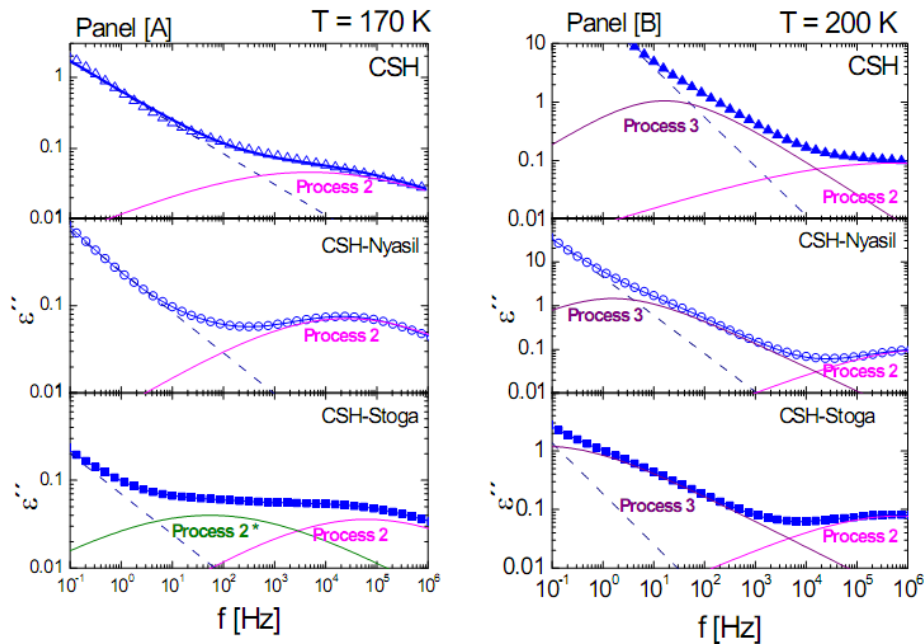 Panel [A]
T = 170 K
CSH
1
0.1
0.01
Process 2
CSH-Nyasil
0.1
0.01
Process 2
CSH-Stoga
0.1
0.01
Process 2 *
Process 2
ε´´
10⁻¹ 10⁰ 10¹ 10² 10³ 10⁴ 10⁵ 10⁶
f [Hz]
Panel [B]
T = 200 K
CSH
10
1
0.1
0.01
Process 3
Process 2
CSH-Nyasil
10
1
0.1
0.01
Process 3
Process 2
CSH-Stoga
1
0.1
0.01
Process 3
Process 2
ε´´
10⁻¹ 10⁰ 10¹ 10² 10³ 10⁴ 10⁵ 10⁶
f [Hz]